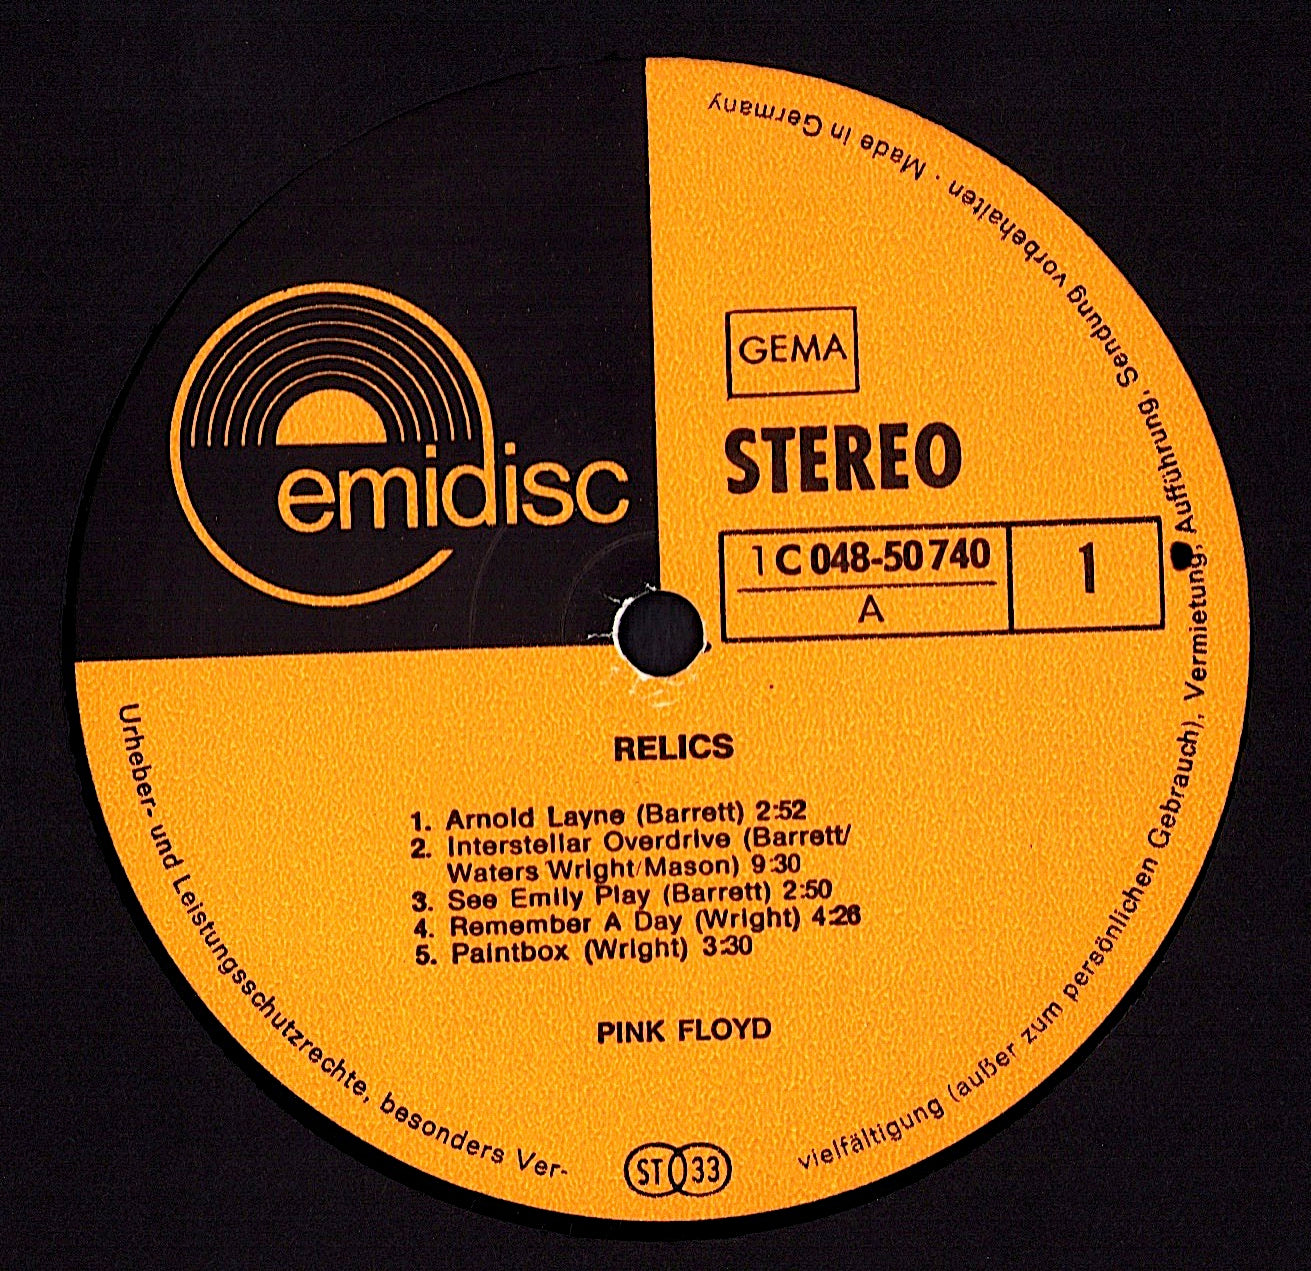 emidisc
GEMA
STEREO
1 C 048-50 740
A
1
RELICS
1. Arnold Layne (Barrett) 2:52
2. Interstellar Overdrive (Barrett/
Waters/Wright/Mason) 9:30
3. See Emily Play (Barrett) 2:50
4. Remember A Day (Wright) 4:26
5. Paintbox (Wright) 3:30
PINK FLOYD
ST 33
Urheber- und Leistungsschutzrechte, besonders Ver-
vielfältigung (außer zum persönlichen Gebrauch), Vermietung, Aufführung, Sendung vorbehalten · Made in Germany